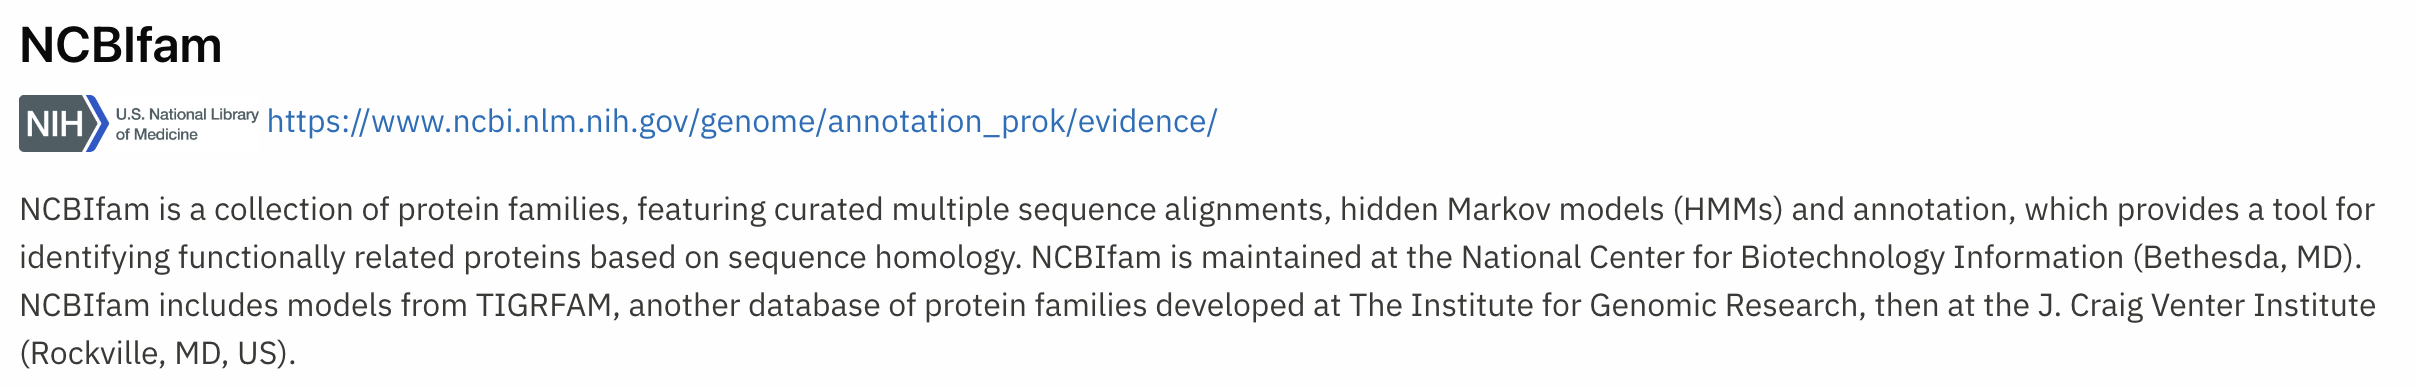 NCBIfam
NIH U.S. National Library
of Medicine
https://www.ncbi.nlm.nih.gov/genome/annotation_prok/evidence/
NCBIfam is a collection of protein families, featuring curated multiple sequence alignments, hidden Markov models (HMMs) and annotation, which provides a tool for
identifying functionally related proteins based on sequence homology. NCBIfam is maintained at the National Center for Biotechnology Information (Bethesda, MD).
NCBIfam includes models from TIGRFAM, another database of protein families developed at The Institute for Genomic Research, then at the J. Craig Venter Institute
(Rockville, MD, US).